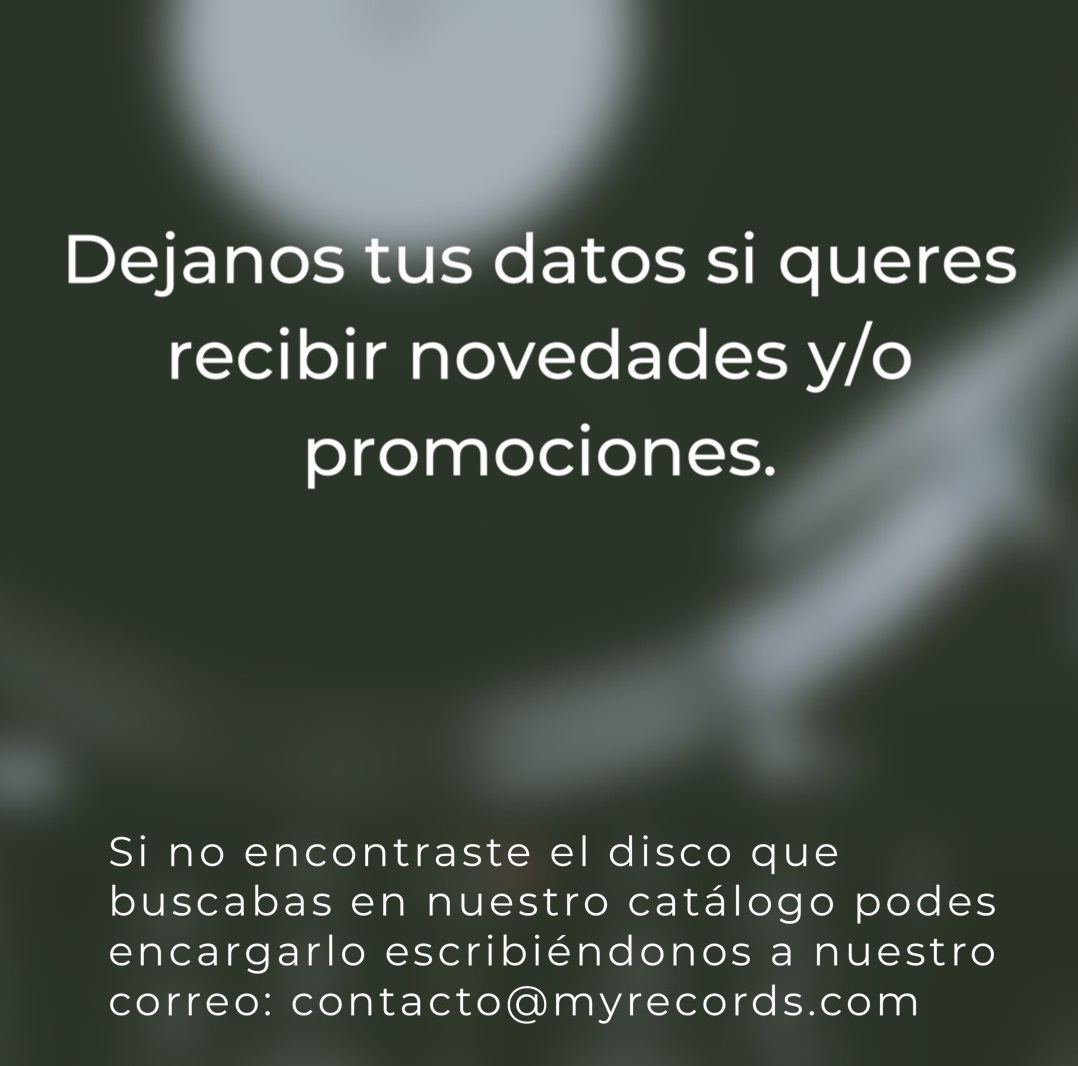 Dejanos tus datos si queres
recibir novedades y/o
promociones.
Si no encontraste el disco que
buscabas en nuestro catálogo podes
encargarlo escribiéndonos a nuestro
correo: contacto@myrecords.com